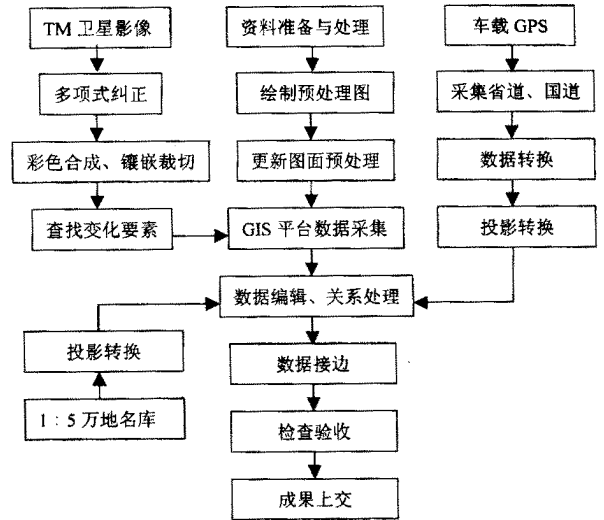 TM 卫星影像
资料准备与处理
车载 GPS
多项式纠正
绘制预处理图
采集省道、国道
彩色合成、镶嵌裁切
更新图面预处理
数据转换
查找变化要素
GIS 平台数据采集
投影转换
数据编辑、关系处理
投影转换
数据接边
1：5 万地名库
检查验收
成果上交